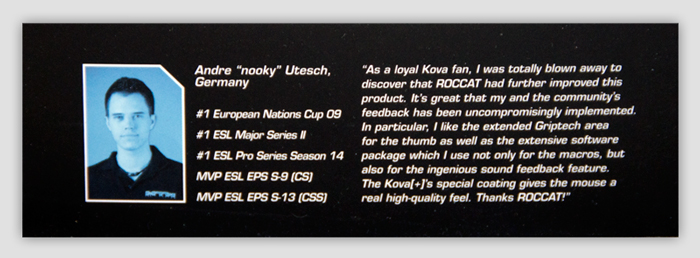 Andre "nooky" Utesch,
Germany
#1 European Nations Cup 09
#1 ESL Major Series II
#1 ESL Pro Series Season 14
MVP ESL EPS S-9 (CS)
MVP ESL EPS S-13 (CSS)
"As a loyal Kova fan, I was totally blown away to
discover that ROCCAT had further improved this
product. It's great that my and the community's
feedback has been uncompromisingly implemented.
In particular, I like the extended Griptech area
for the thumb as well as the extensive software
package which I use not only for the macros, but
also for the ingenious sound feedback feature.
The Kova[+]'s special coating gives the mouse a
real high-quality feel. Thanks ROCCAT!"